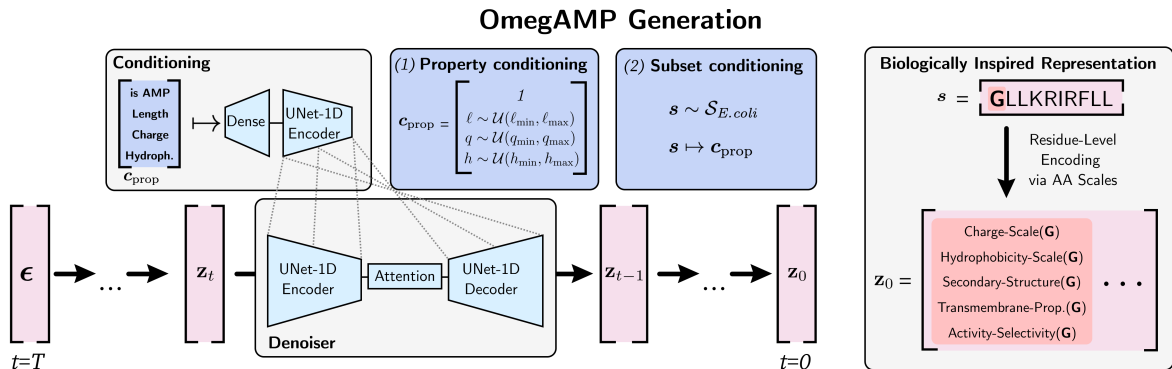 OmegAMP Generation
Conditioning
is AMP
Length
Charge
Hydroph.
c_prop
↦
Dense
UNet-1D
Encoder
(1) Property conditioning
c_prop =
1
ℓ ∼ U(ℓ_min, ℓ_max)
q ∼ U(q_min, q_max)
h ∼ U(h_min, h_max)
(2) Subset conditioning
s ∼ S_E.coli
s ↦ c_prop
ϵ
...
z_t
UNet-1D
Encoder
Attention
UNet-1D
Decoder
Denoiser
z_{t−1}
...
z_0
t=T
t=0
Biologically Inspired Representation
s = [GLLKRIRFLL]
Residue-Level
Encoding
via AA Scales
z_0 =
Charge-Scale(G)
Hydrophobicity-Scale(G)
Secondary-Structure(G)
Transmembrane-Prop.(G)
Activity-Selectivity(G)
...